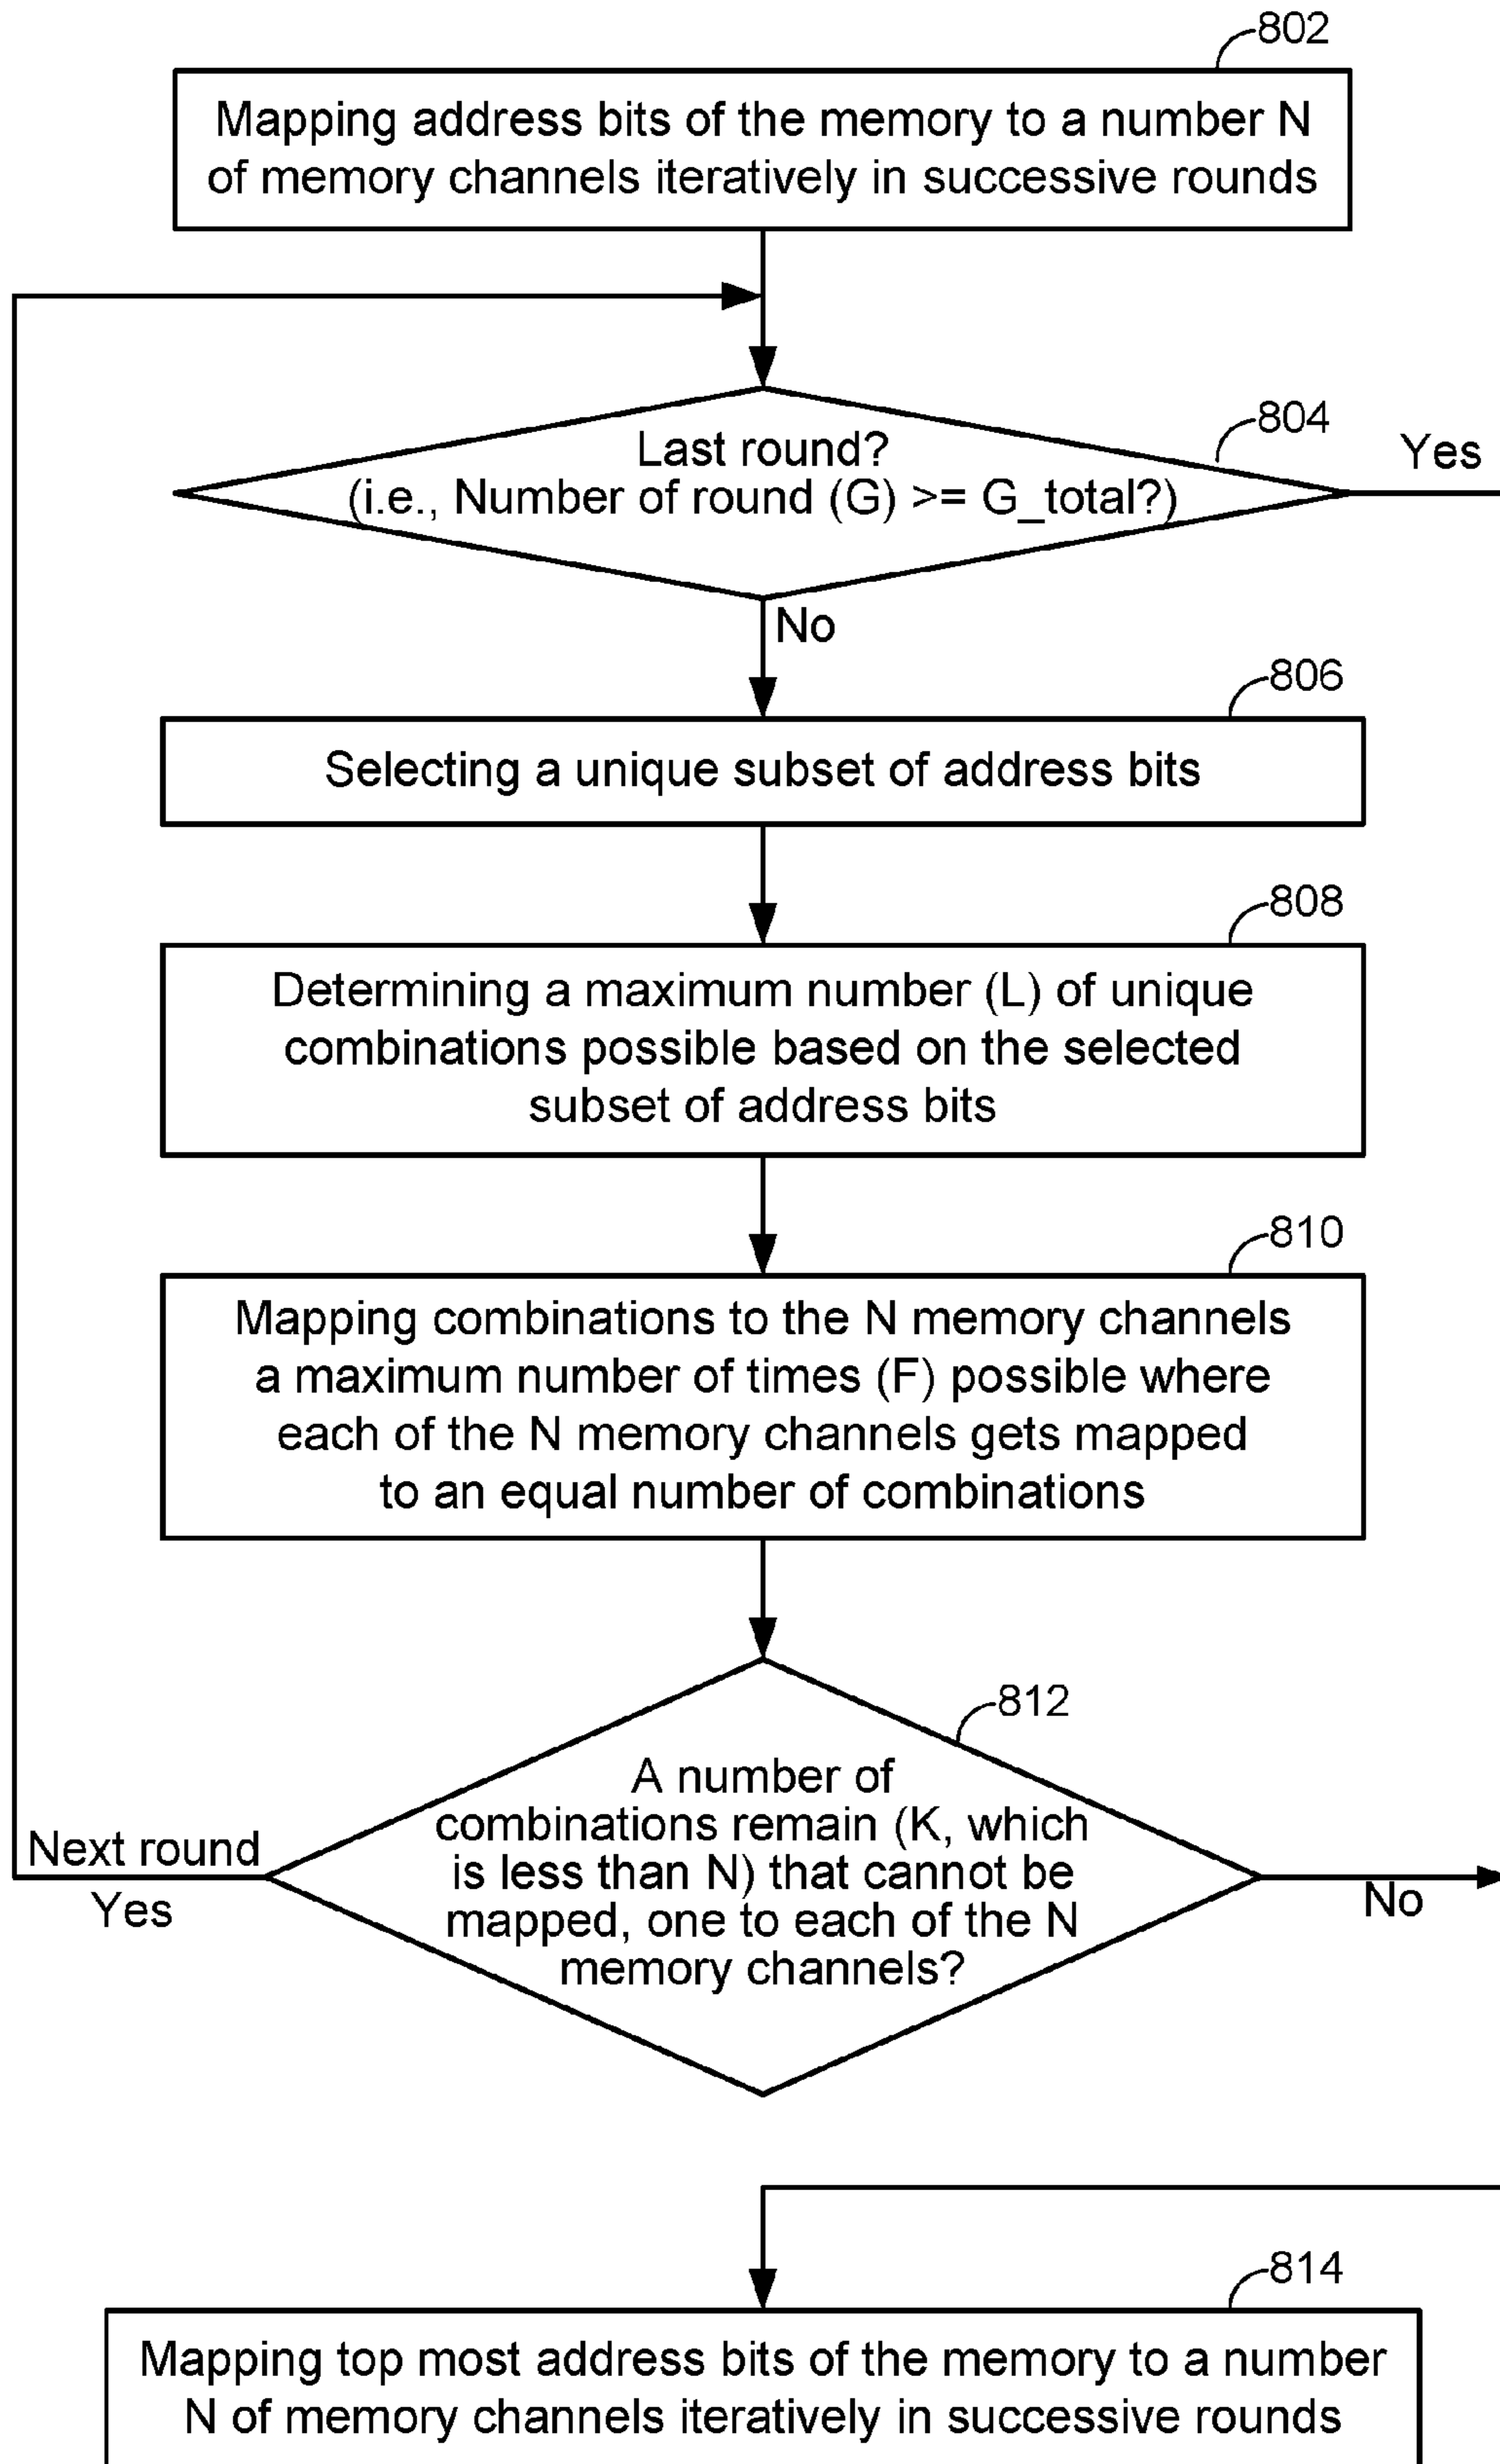 802
Mapping address bits of the memory to a number N
of memory channels iteratively in successive rounds
804
Last round?
Yes
(i.e., Number of round (G) >= G_total?)
No
806
Selecting a unique subset of address bits
808
Determining a maximum number (L) of unique
combinations possible based on the selected
subset of address bits
810
Mapping combinations to the N memory channels
a maximum number of times (F) possible where
each of the N memory channels gets mapped
to an equal number of combinations
812
A number of
combinations remain (K, which
is less than N) that cannot be
mapped, one to each of the N
memory channels?
Next round
Yes
No
814
Mapping top most address bits of the memory to a number
N of memory channels iteratively in successive rounds